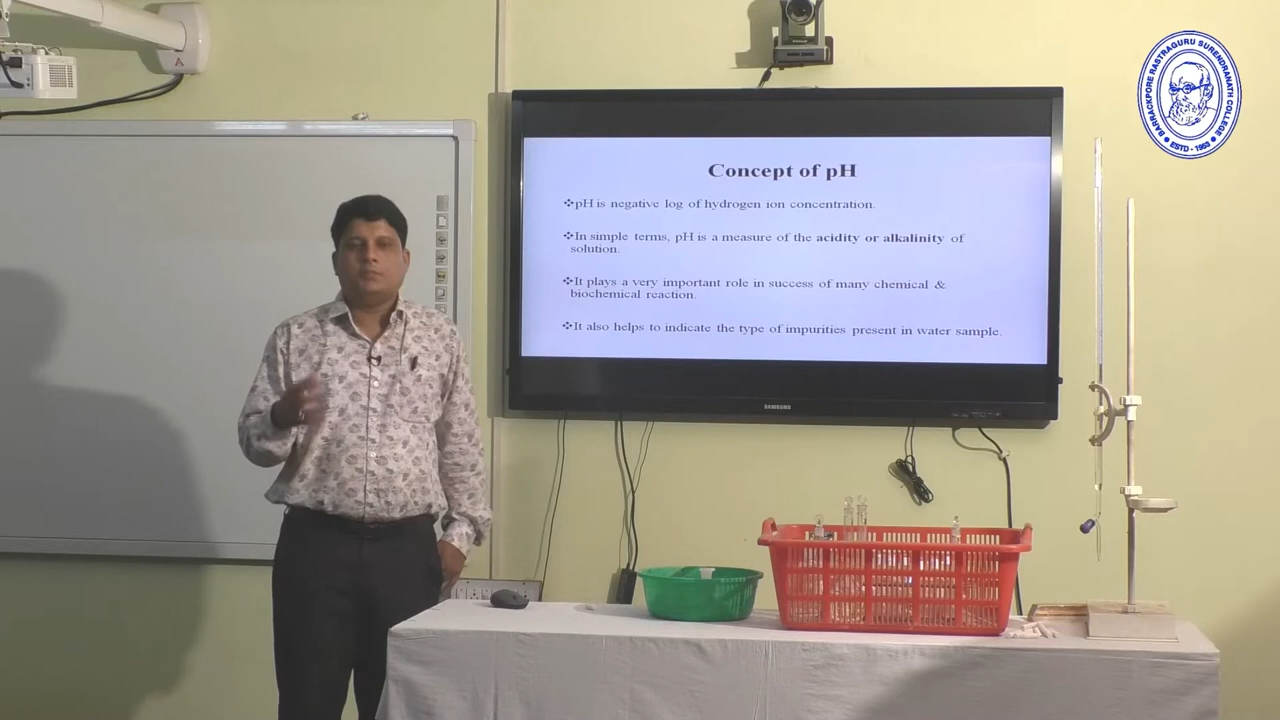 Concept of pH
❖pH is negative log of hydrogen ion concentration.
❖In simple terms, pH is a measure of the acidity or alkalinity of
solution.
❖It plays a very important role in success of many chemical &
biochemical reaction.
❖It also helps to indicate the type of impurities present in water sample.
SAMSUNG
BARRACKPORE RASTRAGURU SURENDRANATH COLLEGE
ESTD - 1953